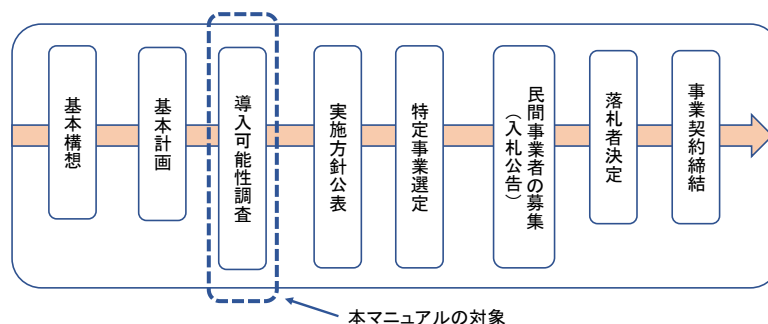 基本構想
基本計画
導入可能性調査
実施方針公表
特定事業選定
民間事業者の募集
（入札公告）
落札者決定
事業契約締結
本マニュアルの対象